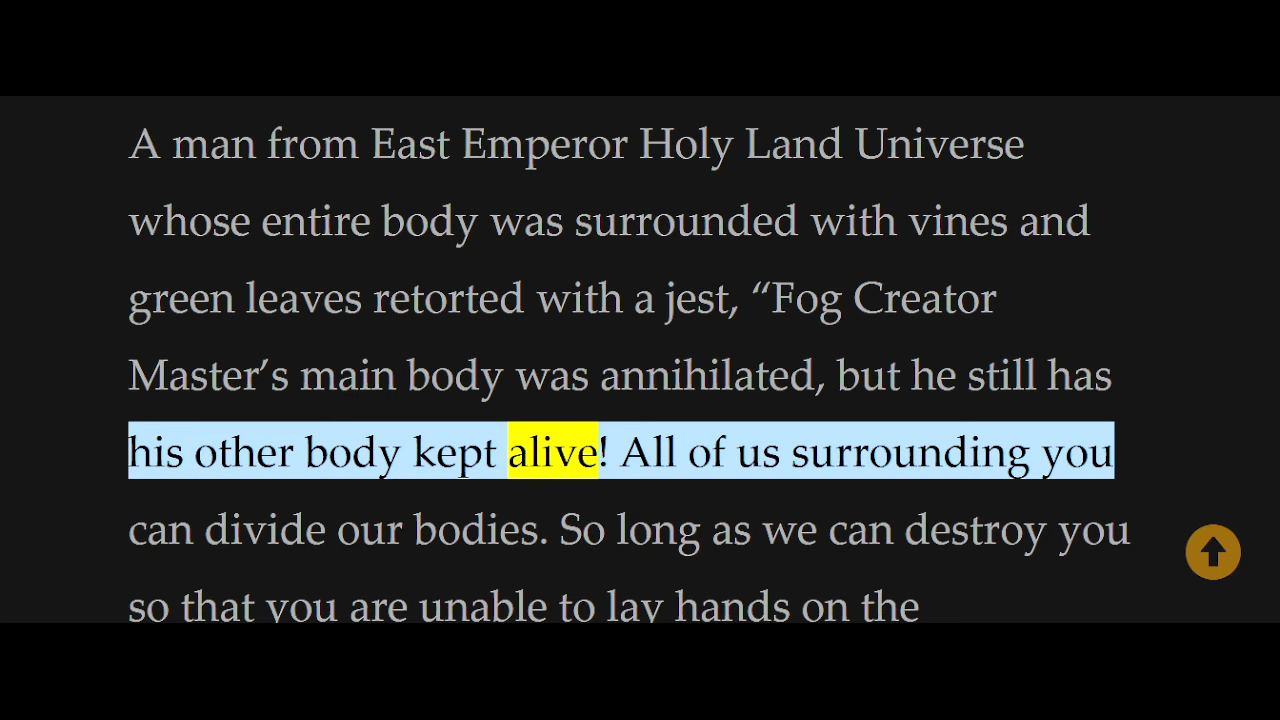 A man from East Emperor Holy Land Universe
whose entire body was surrounded with vines and
green leaves retorted with a jest, “Fog Creator
Master’s main body was annihilated, but he still has
his other body kept alive! All of us surrounding you
can divide our bodies. So long as we can destroy you
so that you are unable to lay hands on the